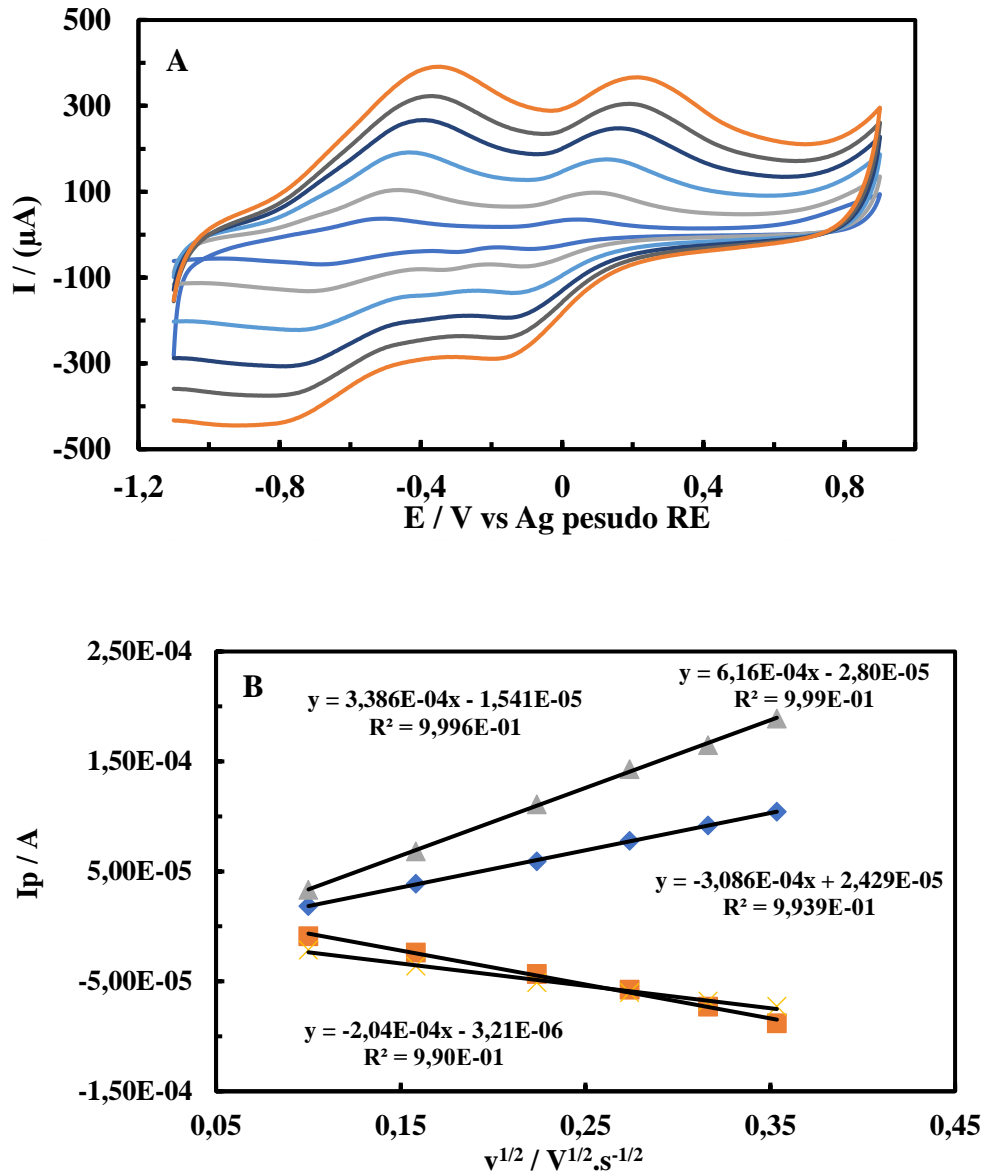 A
500
300
100
-100
-300
-500
I / (µA)
-1,2
-0,8
-0,4
0
0,4
0,8
E / V vs Ag pesudo RE
B
2,50E-04
1,50E-04
5,00E-05
-5,00E-05
-1,50E-04
Ip / A
y = 3,386E-04x - 1,541E-05
R² = 9,996E-01
y = 6,16E-04x - 2,80E-05
R² = 9,99E-01
y = -3,086E-04x + 2,429E-05
R² = 9,939E-01
y = -2,04E-04x - 3,21E-06
R² = 9,90E-01
0,05
0,15
0,25
0,35
0,45
v^1/2 / V^1/2.s^-1/2